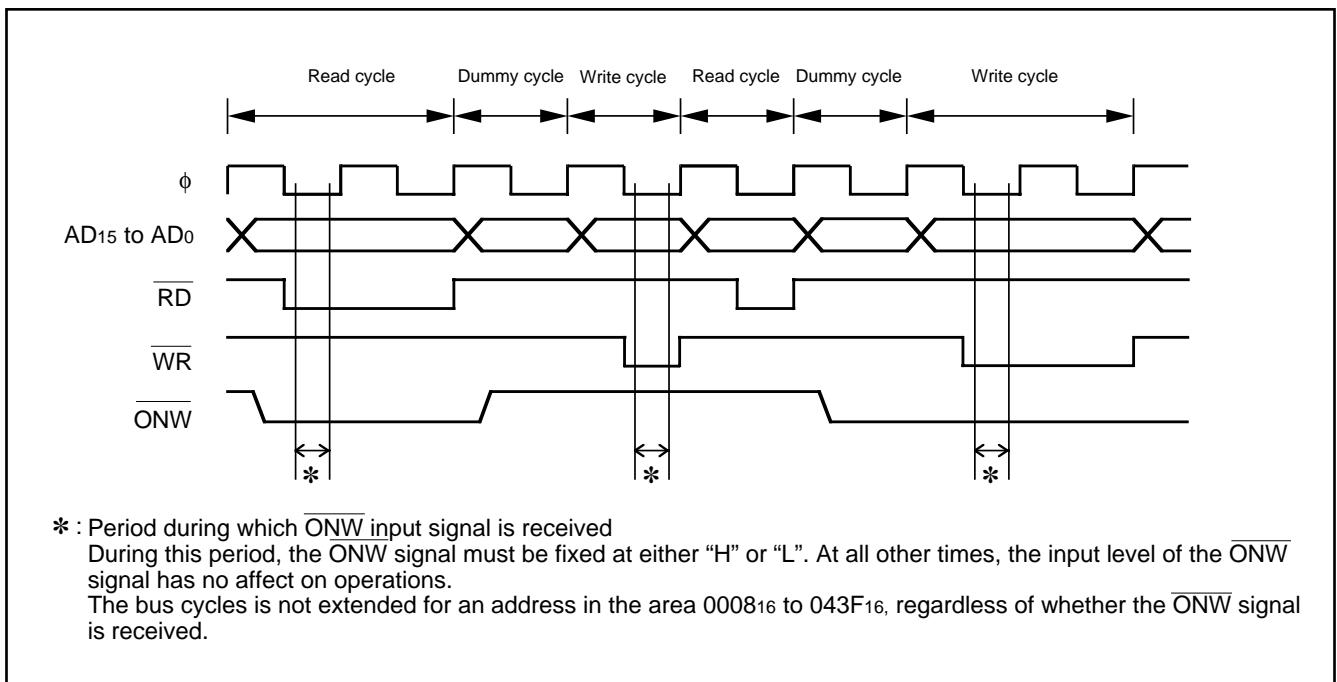 Read cycle Dummy cycle Write cycle Read cycle Dummy cycle Write cycle
ϕ
AD15 to AD0
RD
WR
ONW
* * *
* : Period during which ONW input signal is received
During this period, the ONW signal must be fixed at either “H” or “L”. At all other times, the input level of the ONW
signal has no affect on operations.
The bus cycles is not extended for an address in the area 000816 to 043F16, regardless of whether the ONW signal
is received.